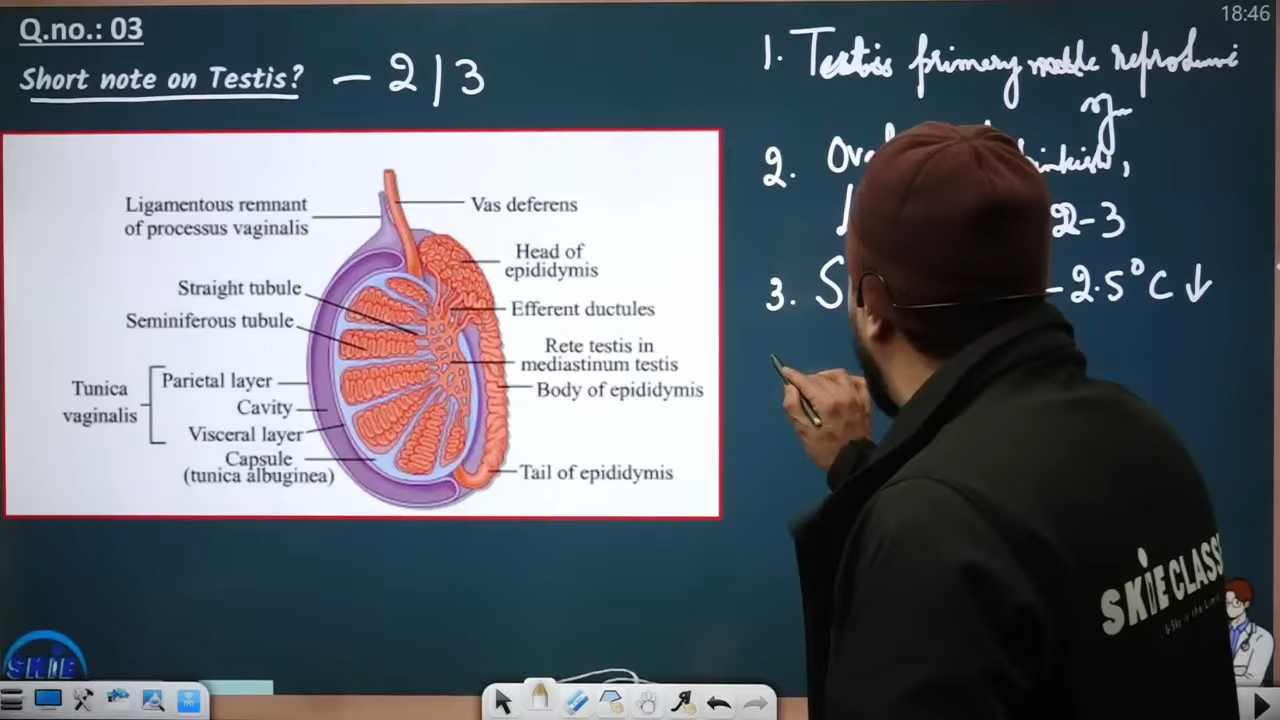 18:46
Q.no.: 03
Short note on Testis? - 2|3
1. Testis primary male reproductive
2.
2-3
3. S -2.5°C ↓
Ligamentous remnant
of processus vaginalis
Vas deferens
Head of
epididymis
Straight tubule
Efferent ductules
Seminiferous tubule
Rete testis in
mediastinum testis
Tunica
vaginalis
Parietal layer
Body of epididymis
Cavity
Visceral layer
Capsule
(tunica albuginea)
Tail of epididymis
SKIE CLASS
SKIE